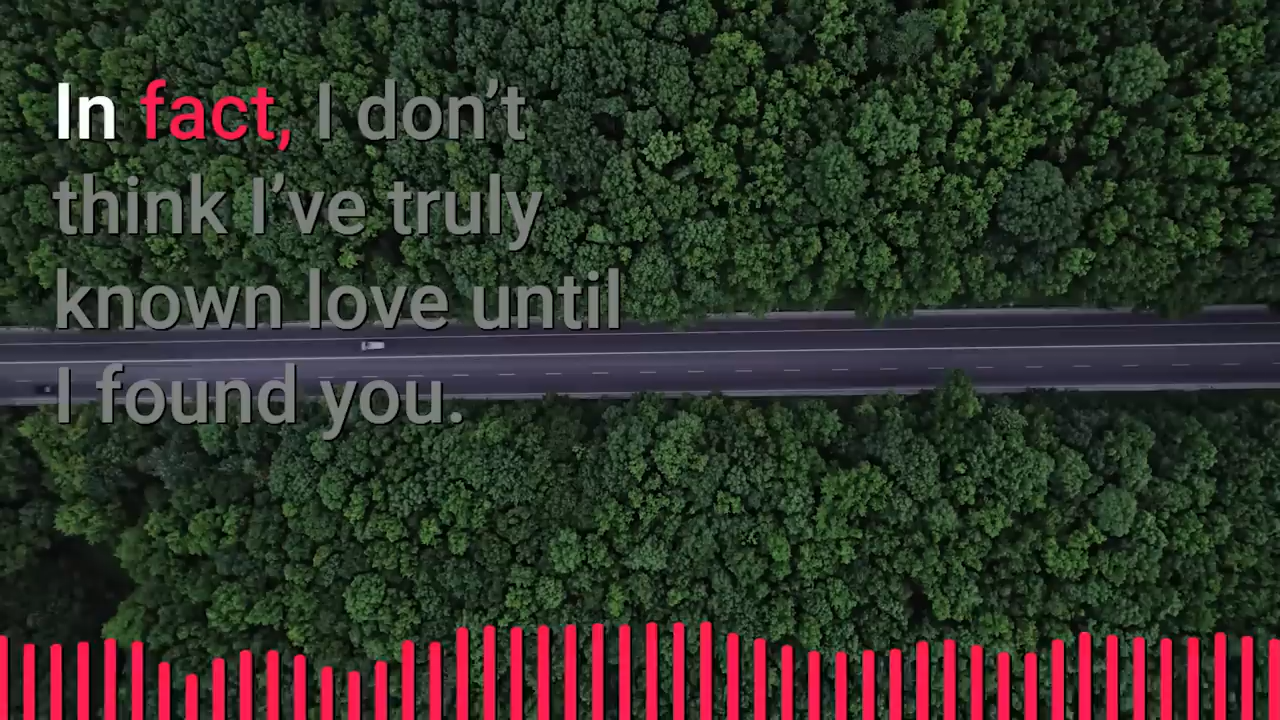 In fact, I don’t
think I’ve truly
known love until
I found you.